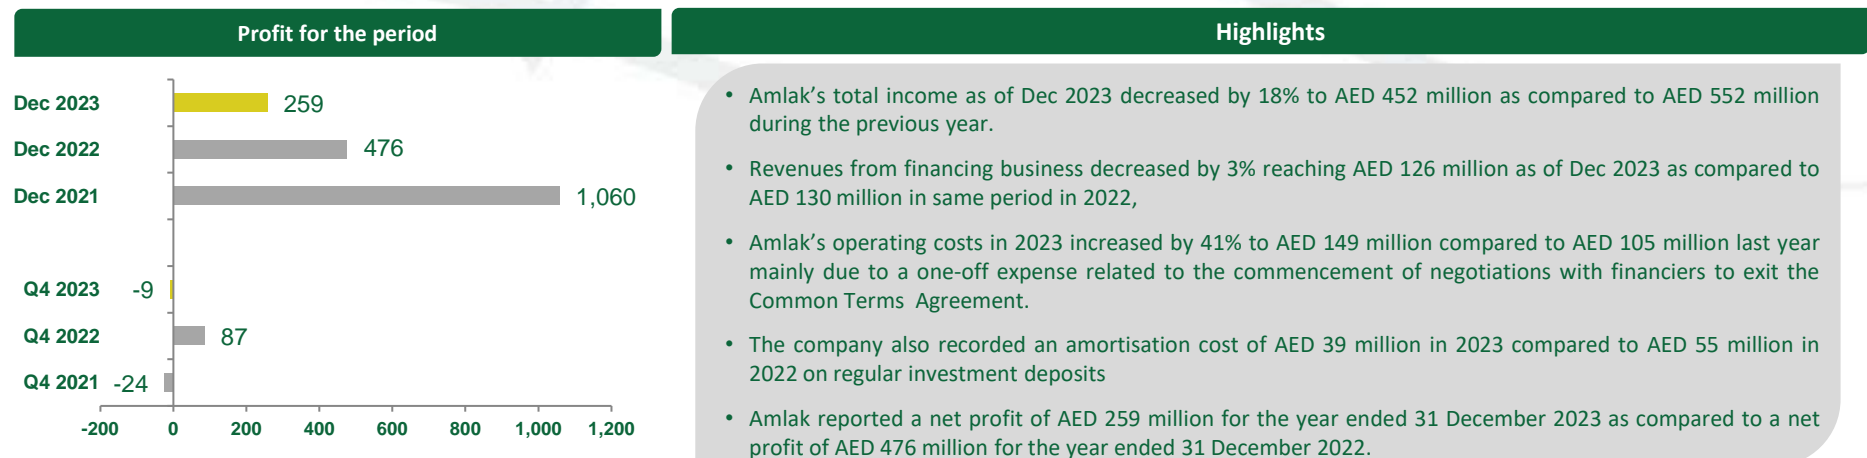 Profit for the period
Dec 2023
259
Dec 2022
476
Dec 2021
1,060
Q4 2023
-9
Q4 2022
87
Q4 2021
-24
-200 0 200 400 600 800 1,000 1,200
Highlights
• Amlak’s total income as of Dec 2023 decreased by 18% to AED 452 million as compared to AED 552 million
during the previous year.
• Revenues from financing business decreased by 3% reaching AED 126 million as of Dec 2023 as compared to
AED 130 million in same period in 2022,
• Amlak’s operating costs in 2023 increased by 41% to AED 149 million compared to AED 105 million last year
mainly due to a one-off expense related to the commencement of negotiations with financiers to exit the
Common Terms Agreement.
• The company also recorded an amortisation cost of AED 39 million in 2023 compared to AED 55 million in
2022 on regular investment deposits
• Amlak reported a net profit of AED 259 million for the year ended 31 December 2023 as compared to a net
profit of AED 476 million for the year ended 31 December 2022.